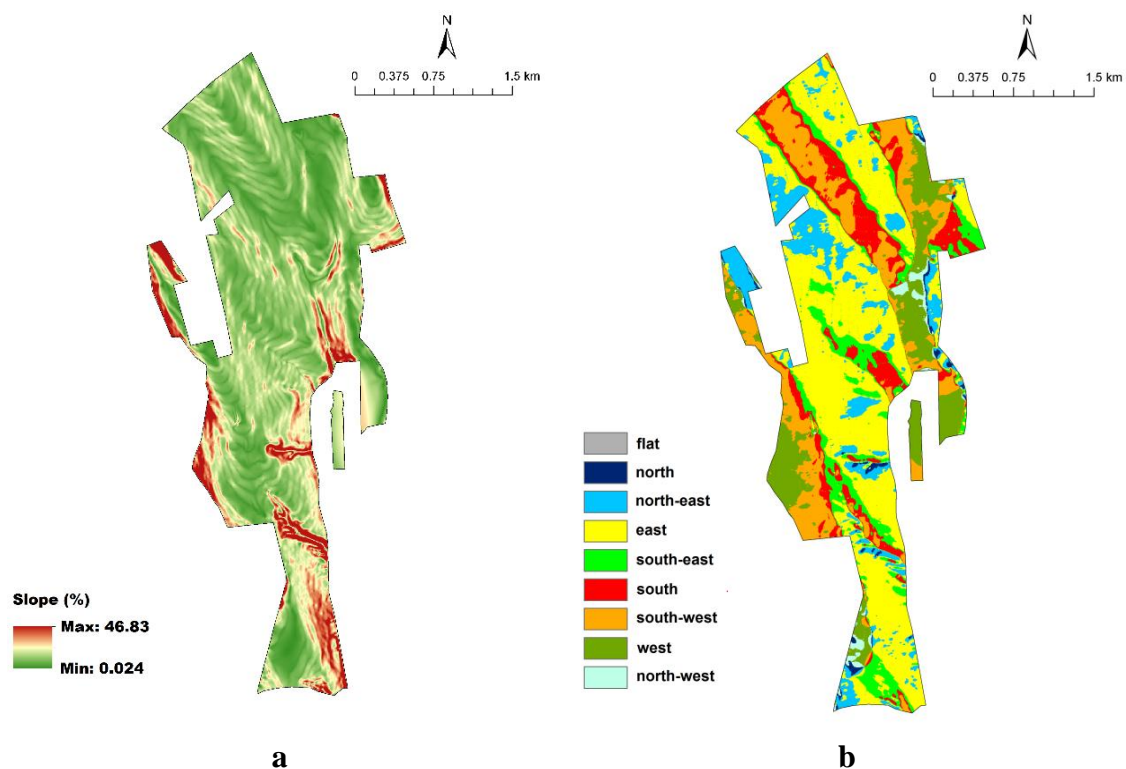 N
0 0.375 0.75 1.5 km
Slope (%)
Max: 46.83
Min: 0.024
a
N
0 0.375 0.75 1.5 km
flat
north
north-east
east
south-east
south
south-west
west
north-west
b